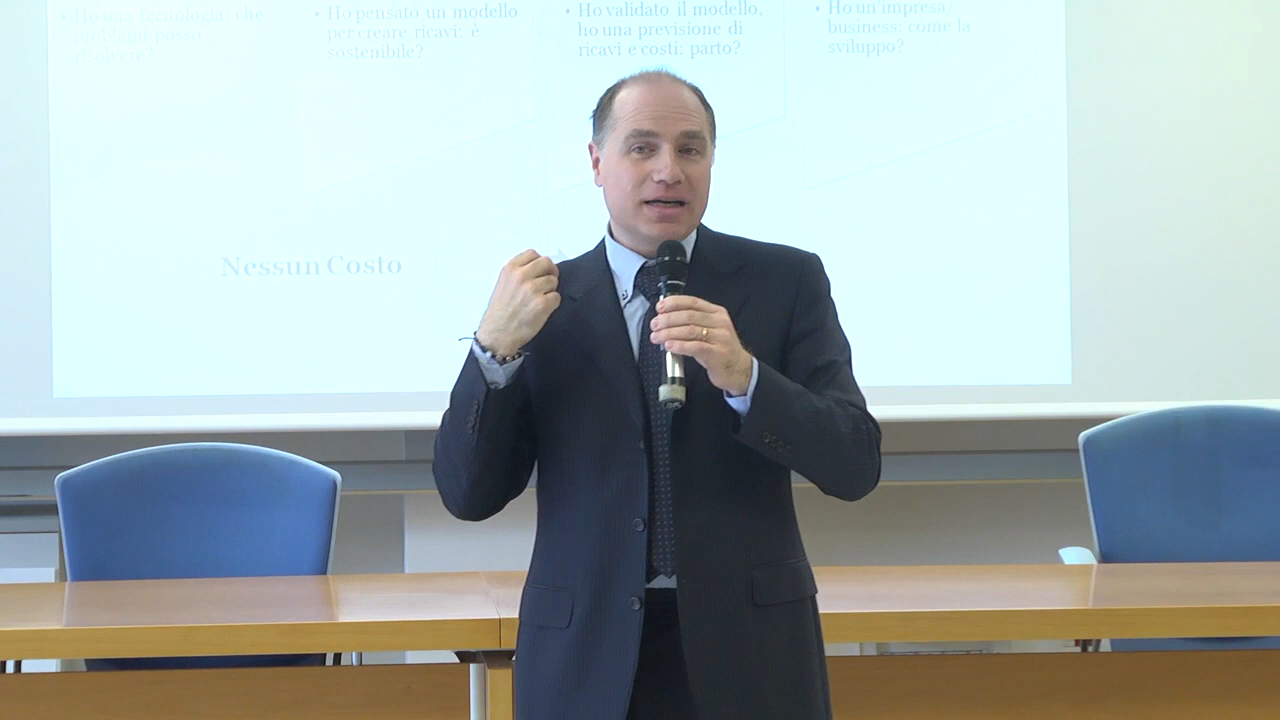 • Ho una tecnologia: che
problemi posso
risolvere?
• Ho pensato un modello
per creare ricavi: è
sostenibile?
• Ho validato il modello,
ho una previsione di
ricavi e costi: parto?
• Ho un'impresa/
business: come la
sviluppo?
Nessun Costo